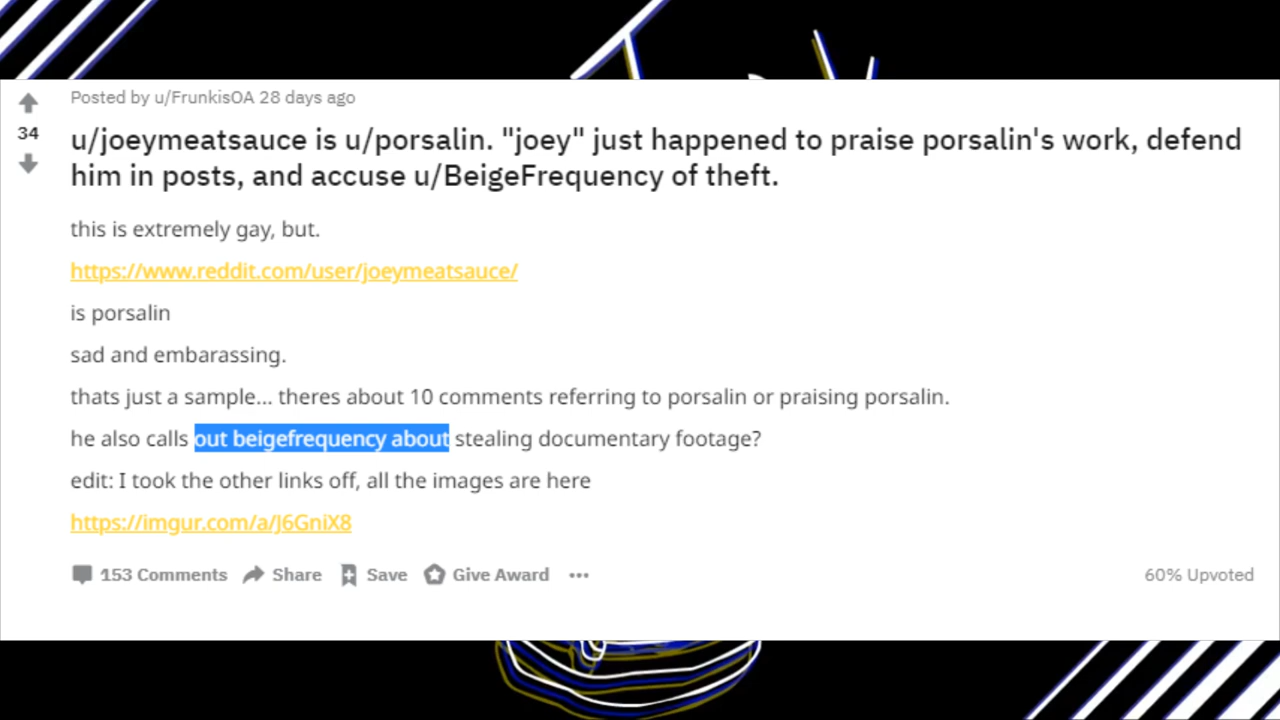 Posted by u/FrunkisOA 28 days ago
34
u/joeymeatsauce is u/porsalin. "joey" just happened to praise porsalin's work, defend
him in posts, and accuse u/BeigeFrequency of theft.
this is extremely gay, but.
https://www.reddit.com/user/joeymeatsauce/
is porsalin
sad and embarassing.
thats just a sample... theres about 10 comments referring to porsalin or praising porsalin.
he also calls out beigefrequency about stealing documentary footage?
edit: I took the other links off, all the images are here
https://imgur.com/a/J6GniX8
153 Comments Share Save Give Award ••• 60% Upvoted